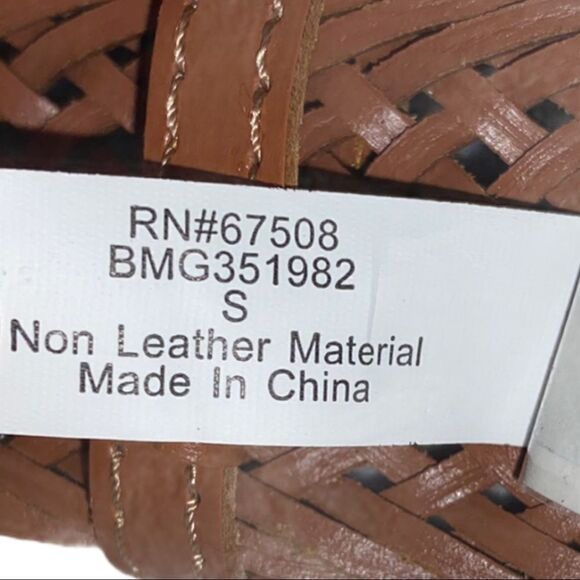 RN#67508
BMG351982
S
Non Leather Material
Made In China